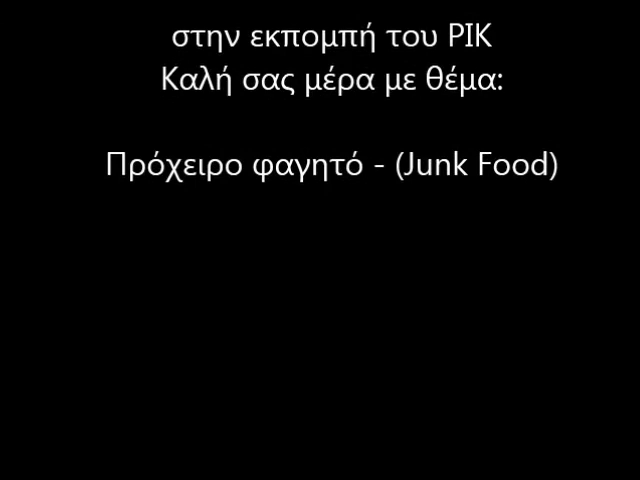 στην εκπομπή του ΡΙΚ
Καλή σας μέρα με θέμα:
Πρόχειρο φαγητό - (Junk Food)